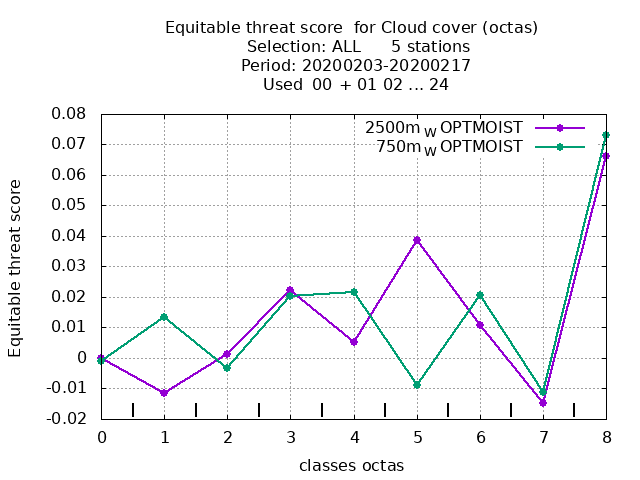 Equitable threat score for Cloud cover (octas)
Selection: ALL 5 stations
Period: 20200203-20200217
Used 00 + 01 02 ... 24
0.08
0.07
0.06
0.05
0.04
0.03
0.02
0.01
0
-0.01
-0.02
Equitable threat score
2500m W OPTMOIST
750m W OPTMOIST
0 1 2 3 4 5 6 7 8
classes octas